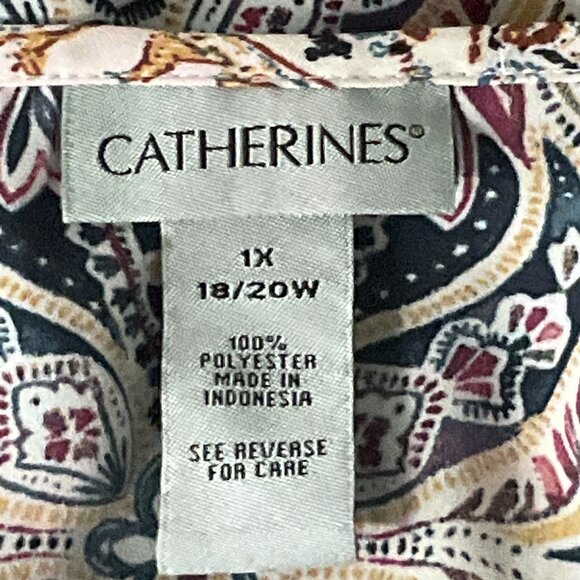 CATHERINES®
1X
18/20W
100%
POLYESTER
MADE IN
INDONESIA
SEE REVERSE
FOR CARE